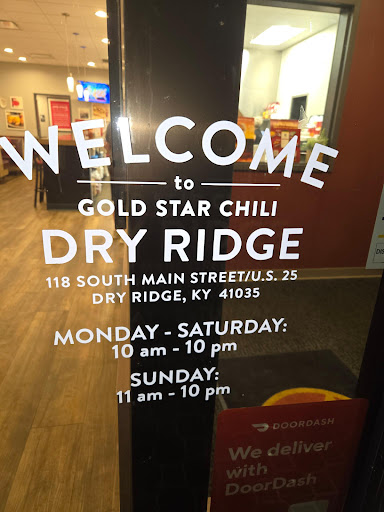 WELCOME
to
GOLD STAR CHILI
DRY RIDGE
118 SOUTH MAIN STREET/U.S. 25
DRY RIDGE, KY 41035
MONDAY - SATURDAY:
10 am - 10 pm
SUNDAY:
11 am - 10 pm
DOORDASH
We deliver
with
DoorDash